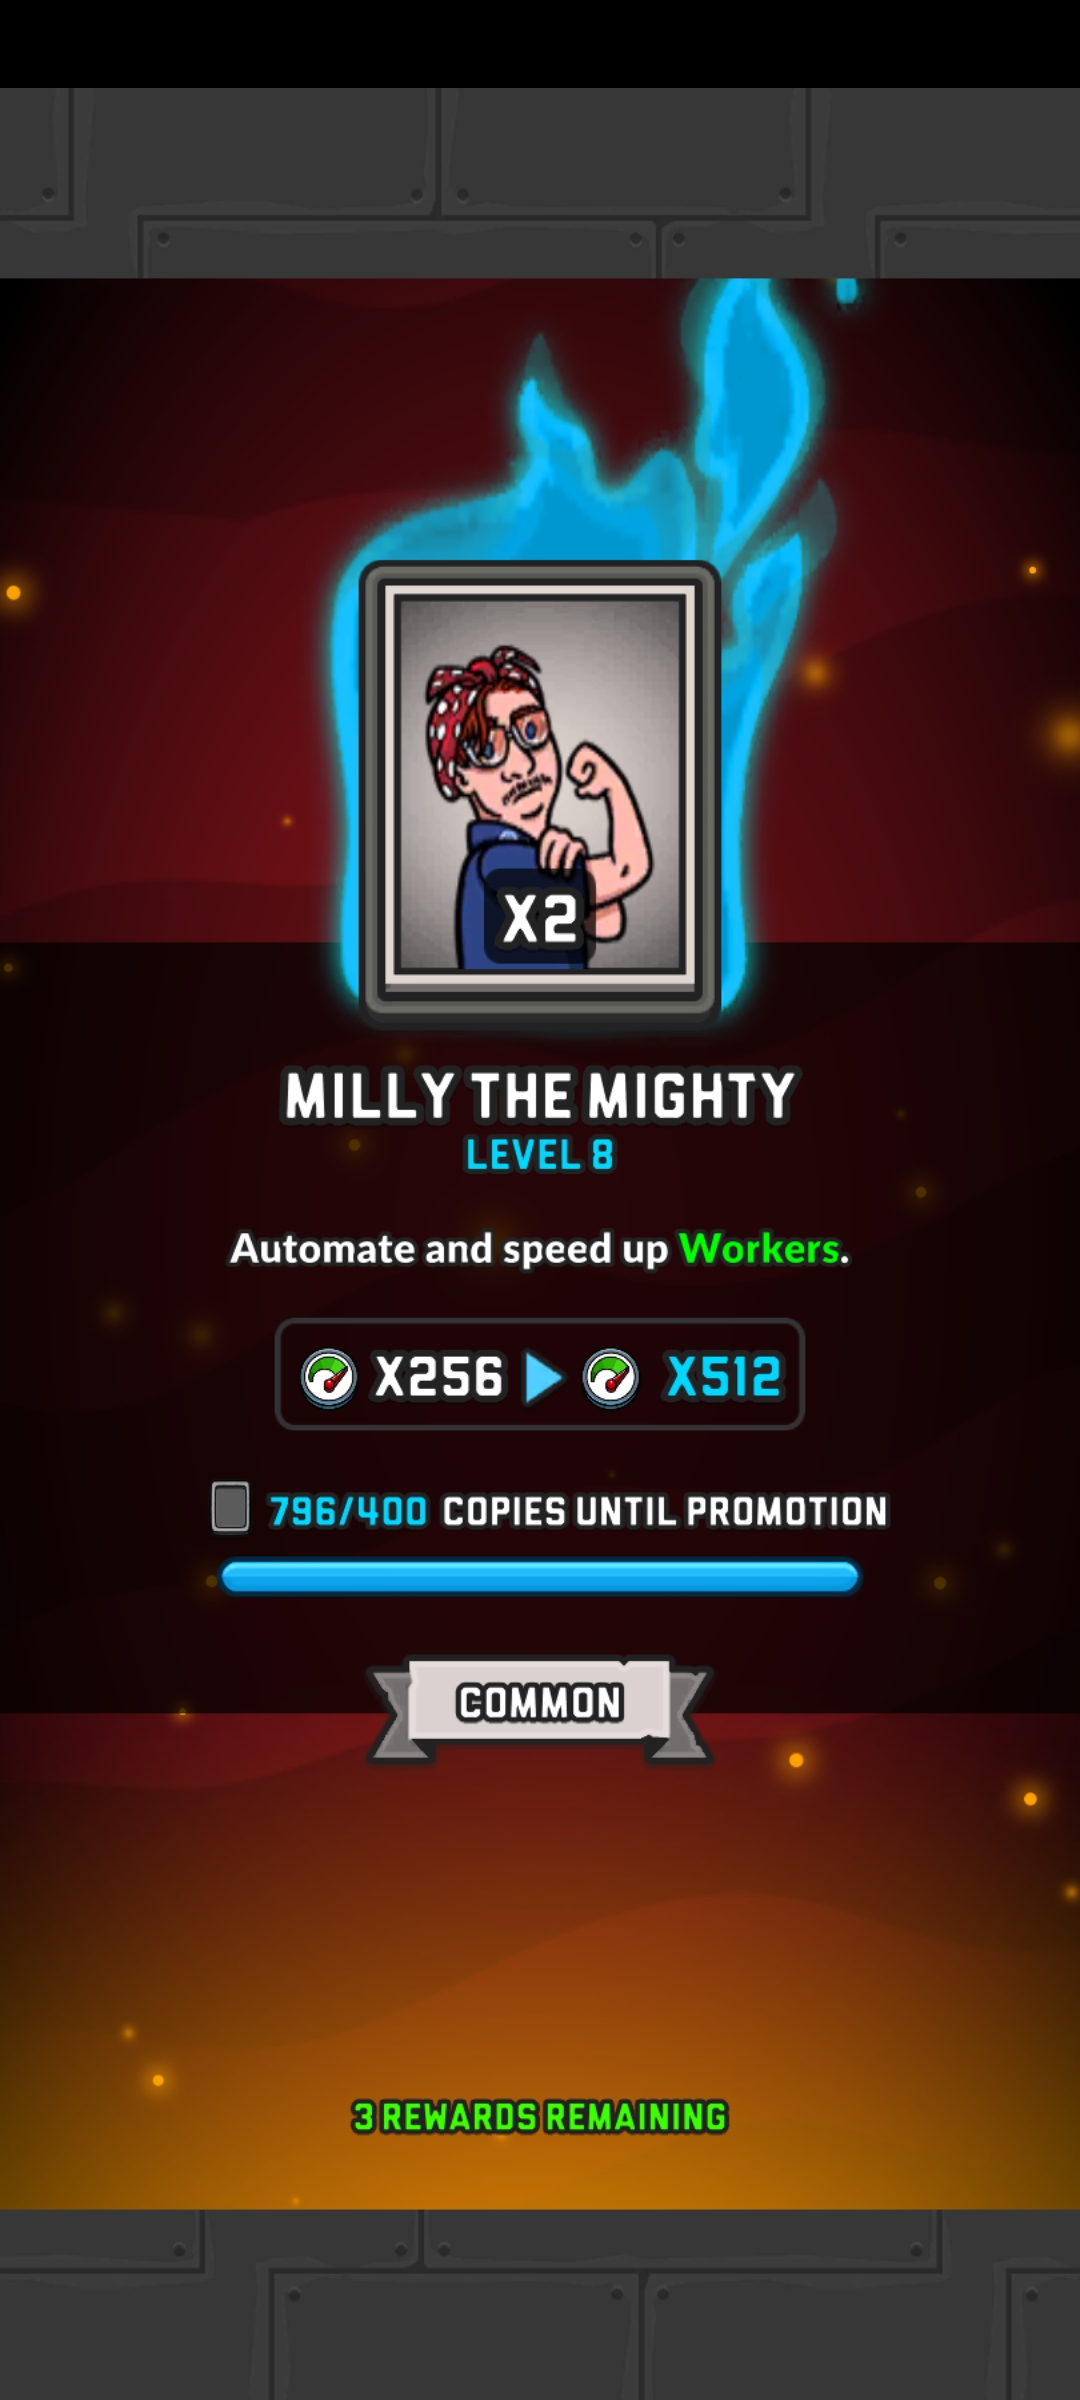 X2
MILLY THE MIGHTY
LEVEL 8
Automate and speed up Workers.
X256 X512
796/400 COPIES UNTIL PROMOTION
COMMON
3 REWARDS REMAINING